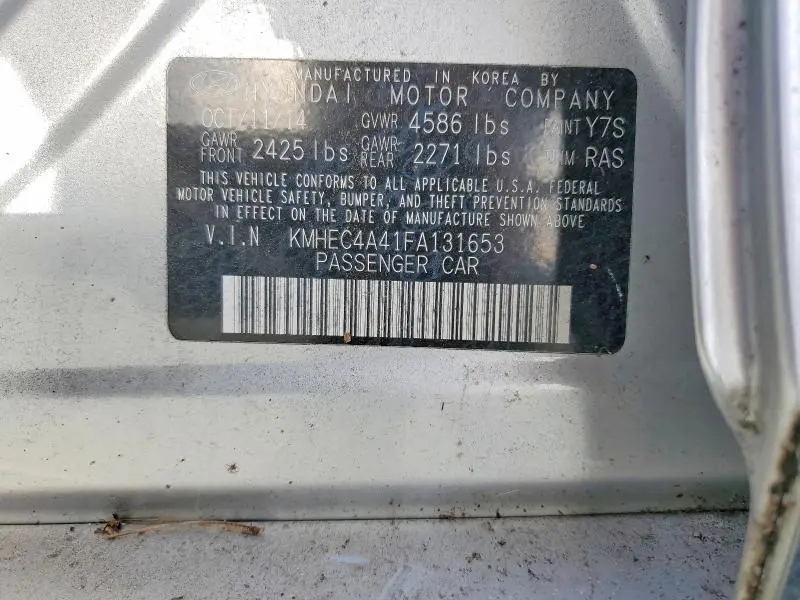 MANUFACTURED IN KOREA BY
HYUNDAI MOTOR COMPANY
OCT/11/14 GVWR 4586 lbs PAINT Y7S
GAWR FRONT 2425 lbs GAWR REAR 2271 lbs TRIM RAS
THIS VEHICLE CONFORMS TO ALL APPLICABLE U.S.A. FEDERAL
MOTOR VEHICLE SAFETY, BUMPER, AND THEFT PREVENTION STANDARDS
IN EFFECT ON THE DATE OF MANUFACTURE SHOWN ABOVE
V.I.N KMHEC4A41FA131653
PASSENGER CAR